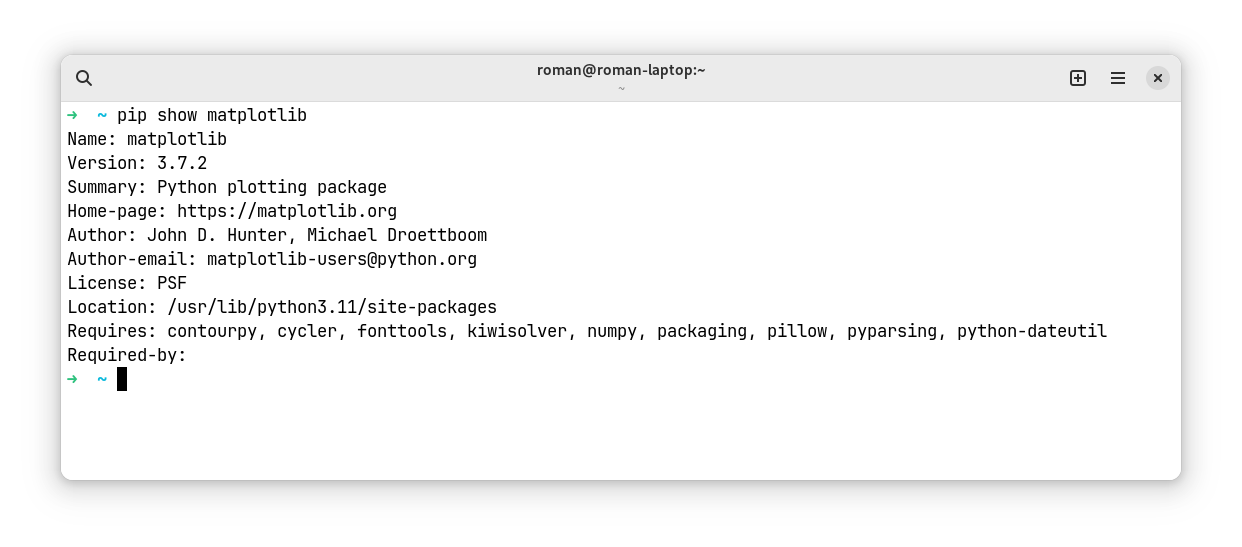 roman@roman-laptop:~
~
→ ~ pip show matplotlib
Name: matplotlib
Version: 3.7.2
Summary: Python plotting package
Home-page: https://matplotlib.org
Author: John D. Hunter, Michael Droettboom
Author-email: matplotlib-users@python.org
License: PSF
Location: /usr/lib/python3.11/site-packages
Requires: contourpy, cycler, fonttools, kiwisolver, numpy, packaging, pillow, pyparsing, python-dateutil
Required-by:
→ ~